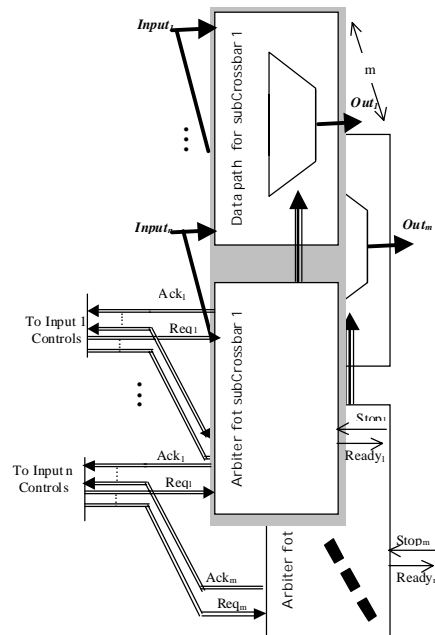 Input₁
m
Data path for subCrossbar 1
Out₁
Inputₙ
Outₘ
Ack₁
To Input 1
Controls
Req₁
Arbiter fot subCrossbar 1
Stop₁
Ack₁
Ready₁
To Input n
Controls
Req₁
Stopₘ
Arbiter fot
Ackₘ
Ready
Reqₘ